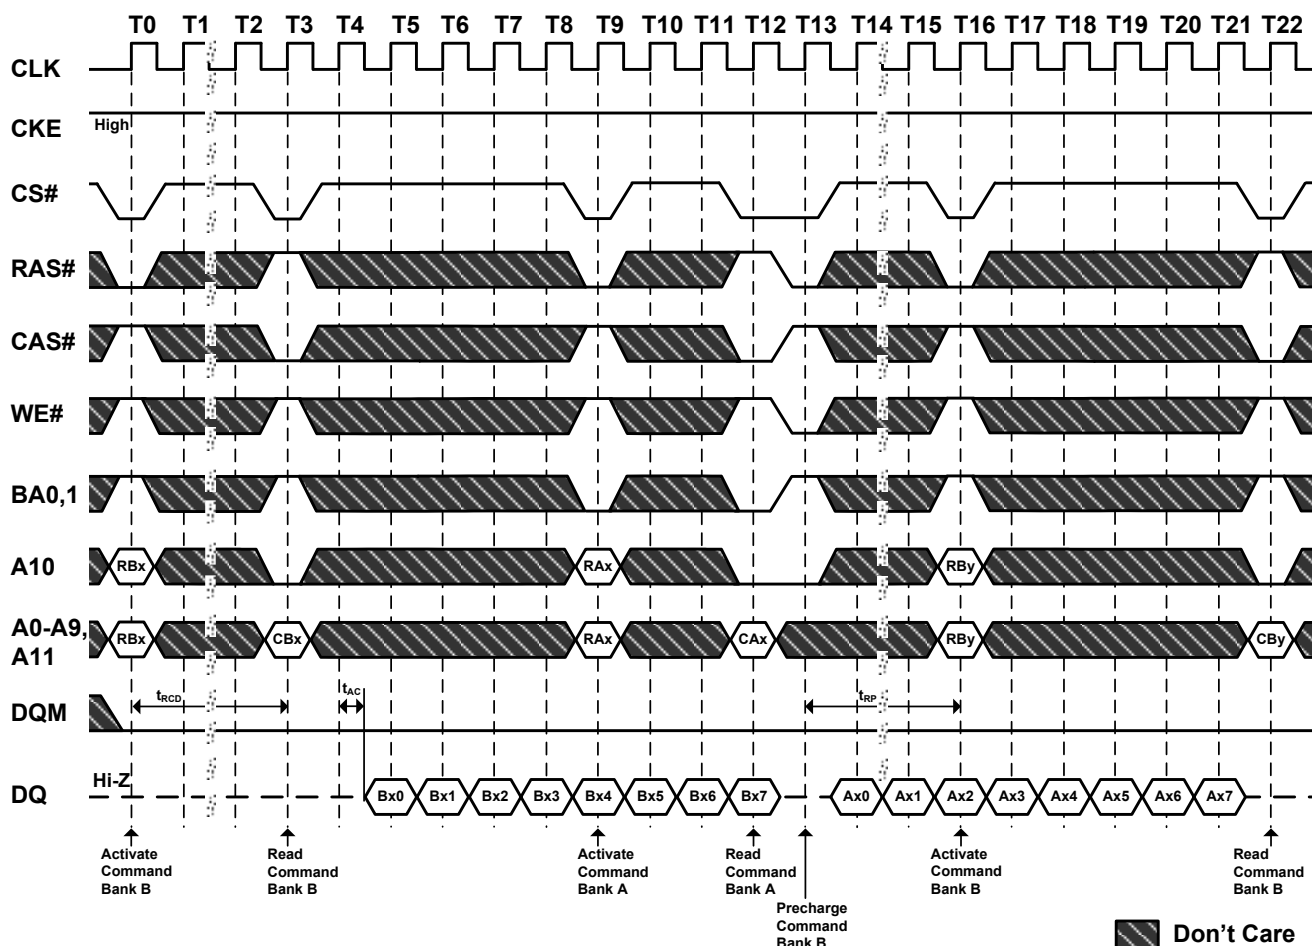 T0 T1 T2 T3 T4 T5 T6 T7 T8 T9 T10 T11 T12 T13 T14 T15 T16 T17 T18 T19 T20 T21 T22
CLK
CKE High
CS#
RAS#
CAS#
WE#
BA0,1
A10 RBx RAx RBy
A0-A9,
A11
RBx CBx RAx CAx RBy CBy
tRCD tAC tRP
DQM
Hi-Z
DQ Bx0 Bx1 Bx2 Bx3 Bx4 Bx5 Bx6 Bx7 Ax0 Ax1 Ax2 Ax3 Ax4 Ax5 Ax6 Ax7
Activate
Command
Bank B
Read
Command
Bank B
Activate
Command
Bank A
Read
Command
Bank A
Precharge
Command
Bank B
Activate
Command
Bank B
Read
Command
Bank B
Don't Care